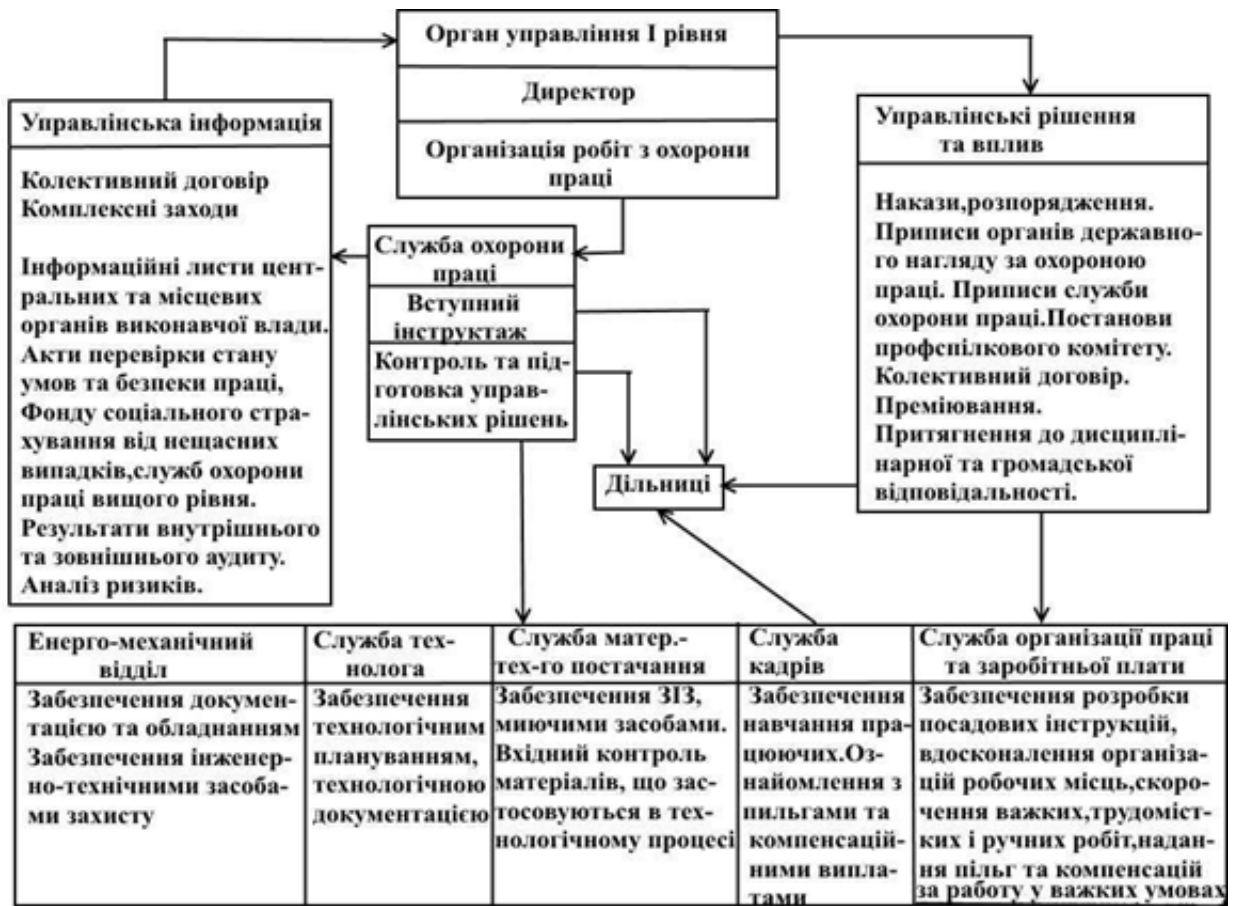 Орган управління І рівня
Директор
Організація робіт з охорони
праці
Управлінська інформація
Колективний договір
Комплексні заходи
Інформаційні листи цент-
ральних та місцевих
органів виконавчої влади.
Акти перевірки стану
умов та безпеки праці,
Фонду соціального стра-
хування від нещасних
випадків,служб охорони
праці вищого рівня.
Результати внутрішнього
та зовнішнього аудиту.
Аналіз ризиків.
Служба охорони
праці
Вступний
інструктаж
Контроль та під-
готовка управ-
лінських рішень
Дільниці
Управлінські рішення
та вплив
Накази,розпорядження.
Приписи органів державно-
го нагляду за охороною
праці. Приписи служби
охорони праці.Постанови
профспілкового комітету.
Колективний договір.
Преміювання.
Притягнення до дисциплі-
нарної та громадської
відповідальності.
Енерго-механічний
відділ
Забезпечення докумен-
тацією та обладнанням
Забезпечення інженер-
но-технічними засоба-
ми захисту
Служба тех-
нолога
Забезпечення
технологічним
плануванням,
технологічною
документацією
Служба матер.-
тех-го постачання
Забезпечення ЗІЗ,
миючими засобами.
Вхідний контроль
матеріалів, що зас-
тосовуються в тех-
нологічному процесі
Служба
кадрів
Забезпечення
навчання пра-
цюючих.Оз-
найомлення з
пильгами та
компенсацій-
ними випла-
тами
Служба організації праці
та заробітньої плати
Забезпечення розробки
посадових інструкцій,
вдосконалення організа-
цій робочих місць,скоро-
чення важких,трудоміст-
ких і ручних робіт,надан-
ня пільг та компенсацій
за работу у важких умовах